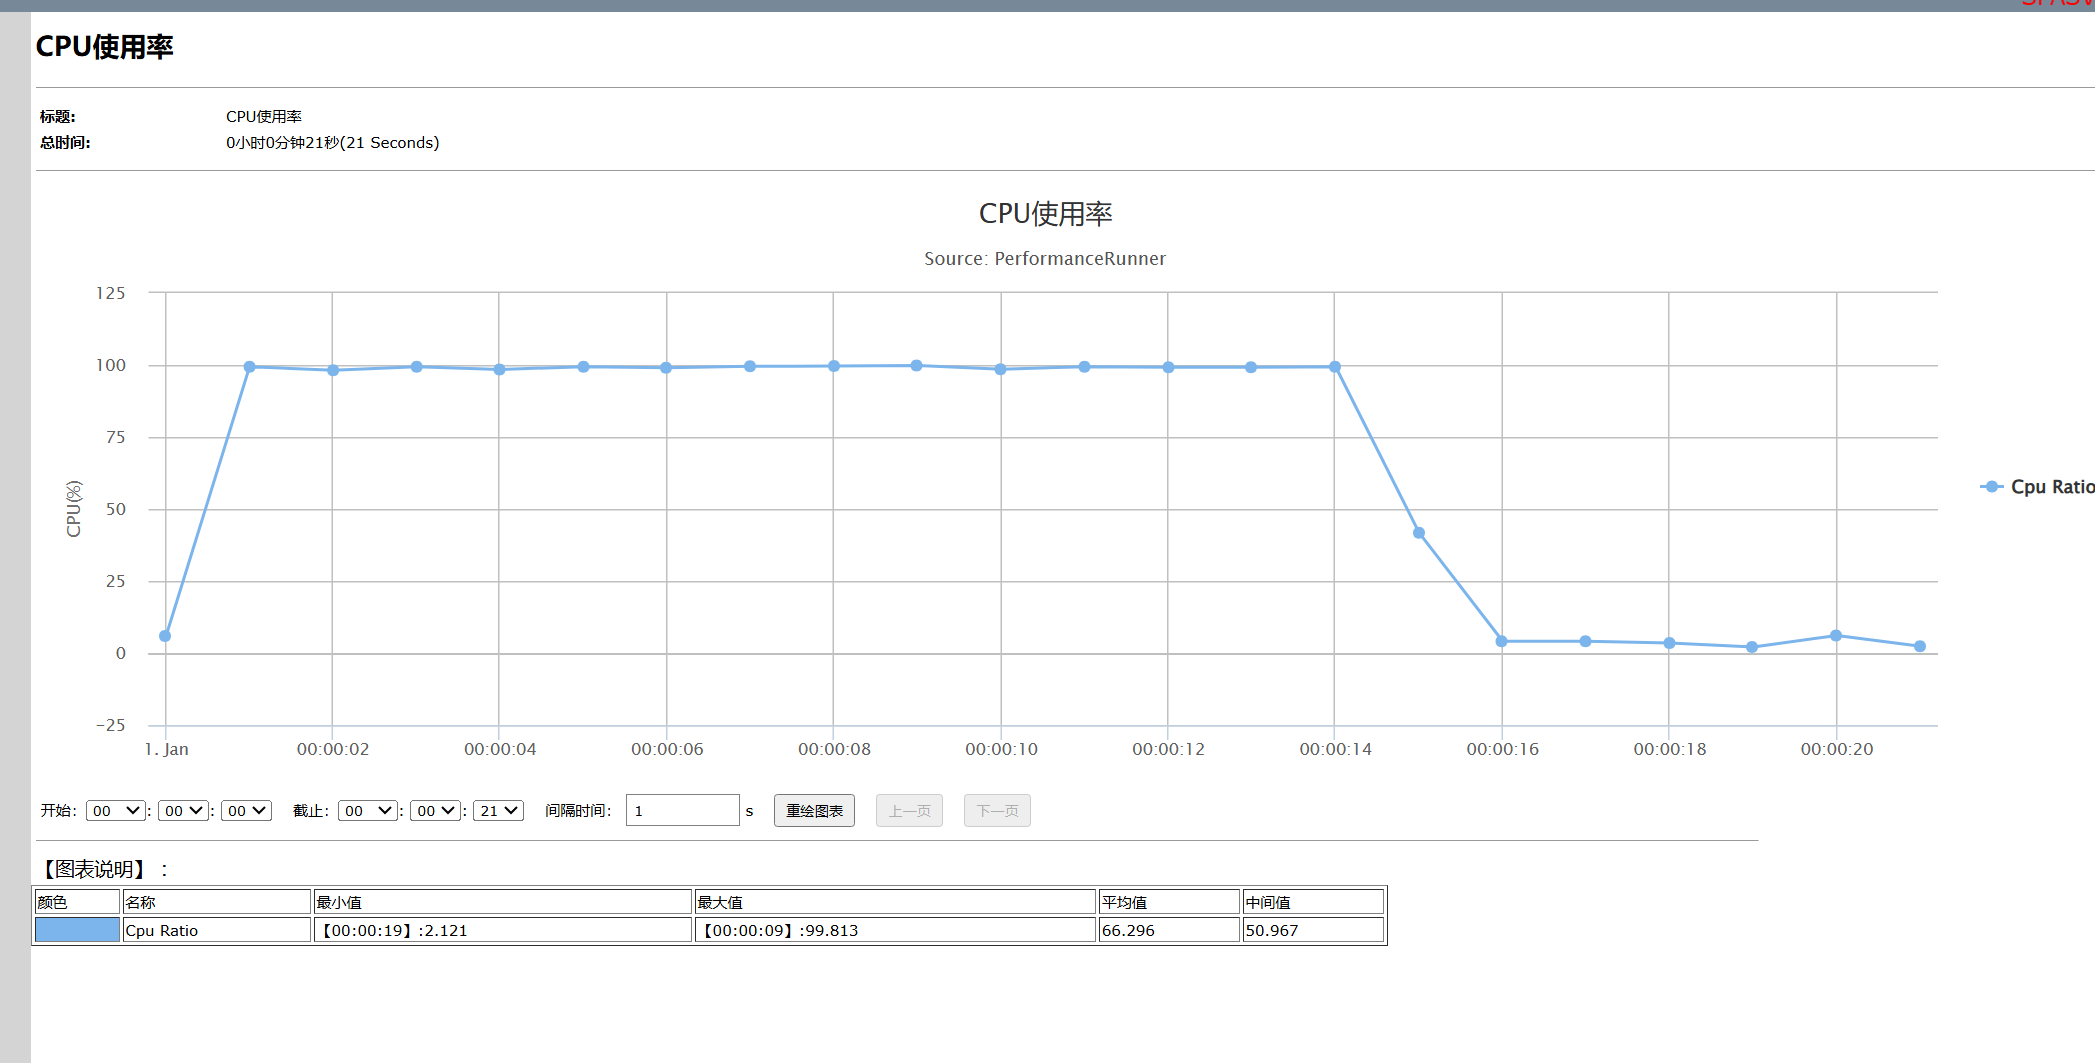 CPU使用率
标题: CPU使用率
总时间: 0小时0分钟21秒(21 Seconds)
CPU使用率
Source: PerformanceRunner
125
100
75
50
25
0
-25
CPU(%)
Cpu Ratio
1. Jan 00:00:02 00:00:04 00:00:06 00:00:08 00:00:10 00:00:12 00:00:14 00:00:16 00:00:18 00:00:20
开始: 00 : 00 : 00 截止: 00 : 00 : 21 间隔时间: 1 s 重绘图表 上一页 下一页
【图表说明】 :
颜色 名称 最小值 最大值 平均值 中间值
Cpu Ratio 【00:00:19】:2.121 【00:00:09】:99.813 66.296 50.967